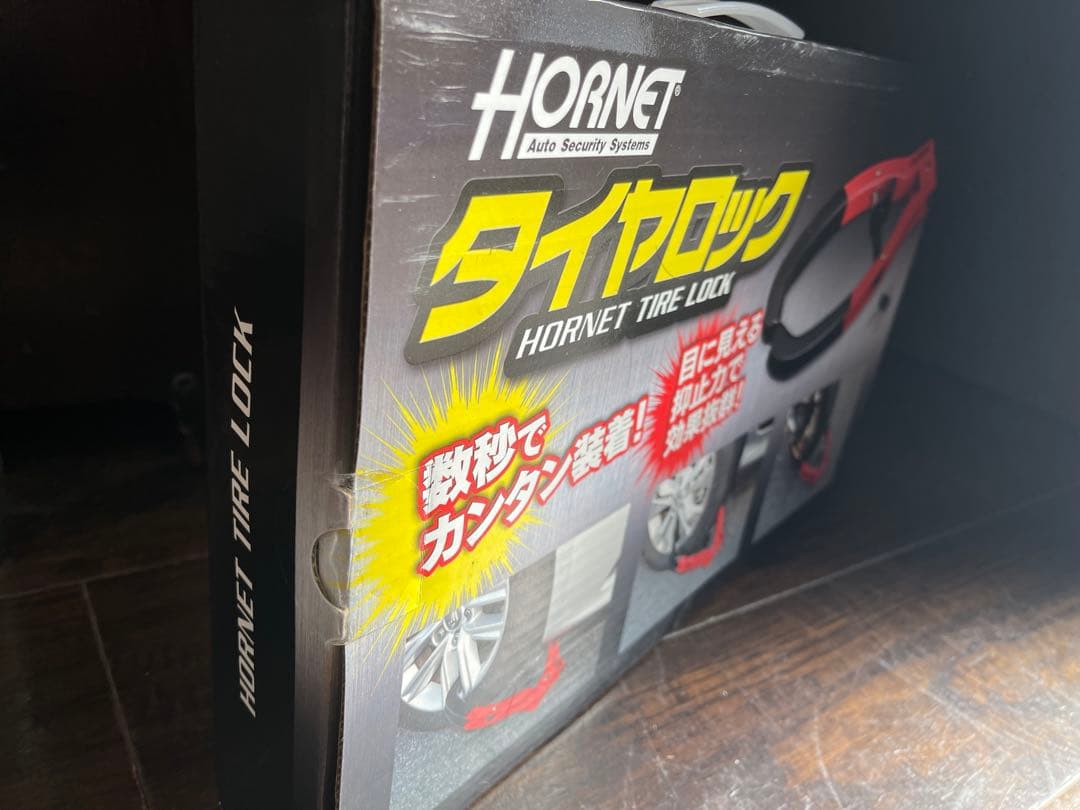 HORNET®
Auto Security Systems
タイヤロック
HORNET TIRE LOCK
数秒で
カンタン装着!
目に見える
抑止力で
効果抜群!
HORNET TIRE LOCK